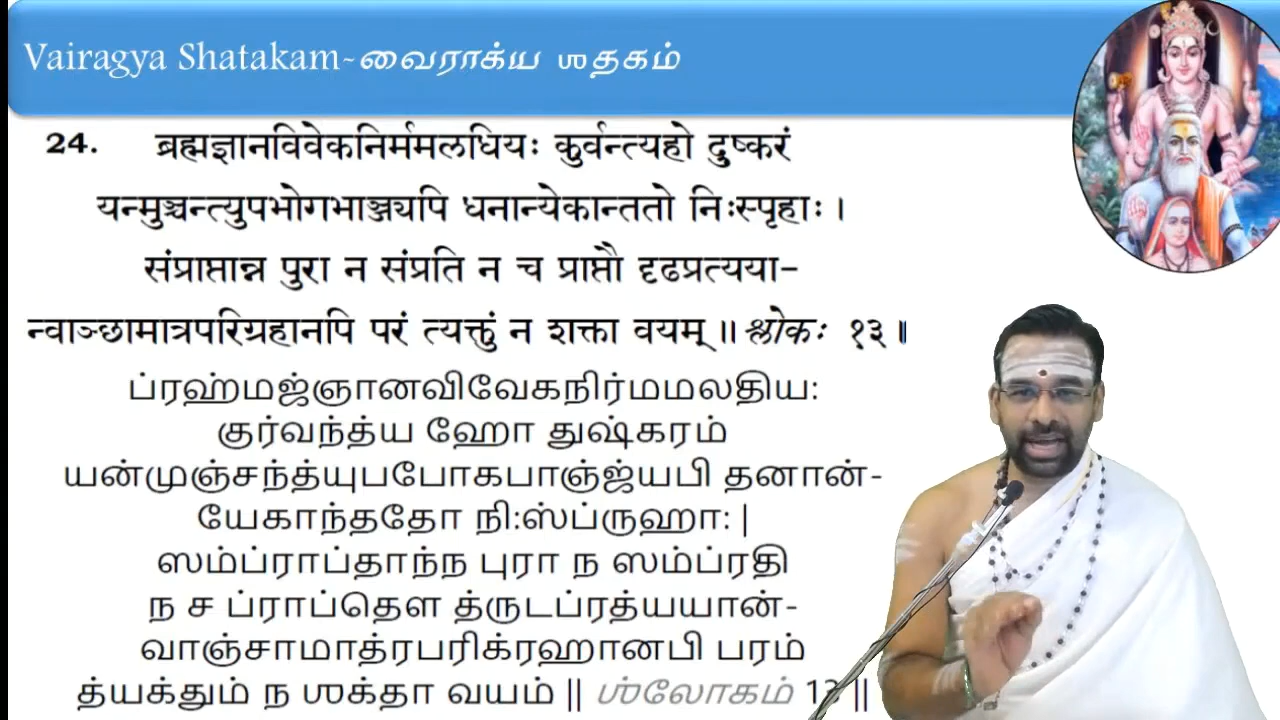 Vairagya Shatakam-வைராக்ய ஶதகம்
24. ब्रह्मज्ञानविवेकनिर्ममलधियः कुर्वन्त्यहो दुष्करं
यन्मुञ्चन्त्युपभोगभाञ्ज्यपि धनान्येकान्ततो निःस्पृहाः ।
संप्राप्तान्न पुरा न संप्रति न च प्राप्तौ दृढप्रत्यया-
न्वाञ्छामात्रपरिग्रहानपि परं त्यक्तुं न शक्ता वयम् ॥ श्लोकः १३ ।
ப்ரஹ்மஜ்ஞானவிவேகநிர்மமலதிய:
குர்வந்த்ய ஹோ துஷ்கரம்
யன்முஞ்சந்த்யுபபோகபாஞ்ஜ்யபி தனான்-
யேகாந்ததோ நி:ஸ்ப்ருஹா: |
ஸம்ப்ராப்தாந்ந புரா ந ஸம்ப்ரதி
ந ச ப்ராப்தௌ த்ருடப்ரத்யயான்-
வாஞ்சாமாத்ரபரிக்ரஹானபி பரம்
த்யக்தும் ந ஶக்தா வயம் || ஶ்லோகம் 13 ||